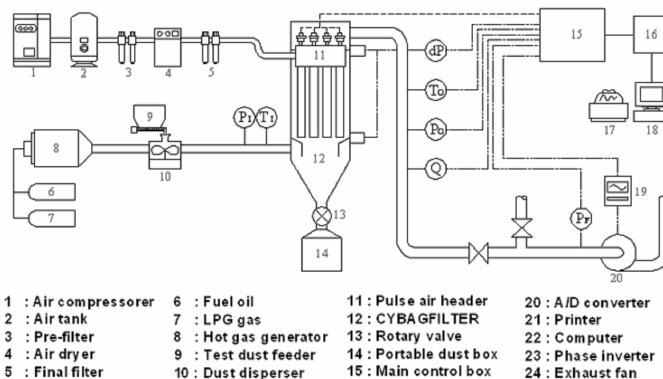 1 2 3 4 5
11
15
16
dP
To
9
Po
17
18
PI TI
8
12
Q
10
6
13
19
7
PF
14
20
1 : Air compressorer 6 : Fuel oil 11 : Pulse air header 20 : A/D converter
2 : Air tank 7 : LPG gas 12 : CYBAGFILTER 21 : Printer
3 : Pre-filter 8 : Hot gas generator 13 : Rotary valve 22 : Computer
4 : Air dryer 9 : Test dust feeder 14 : Portable dust box 23 : Phase inverter
5 : Final filter 10 : Dust disperser 15 : Main control box 24 : Exhaust fan